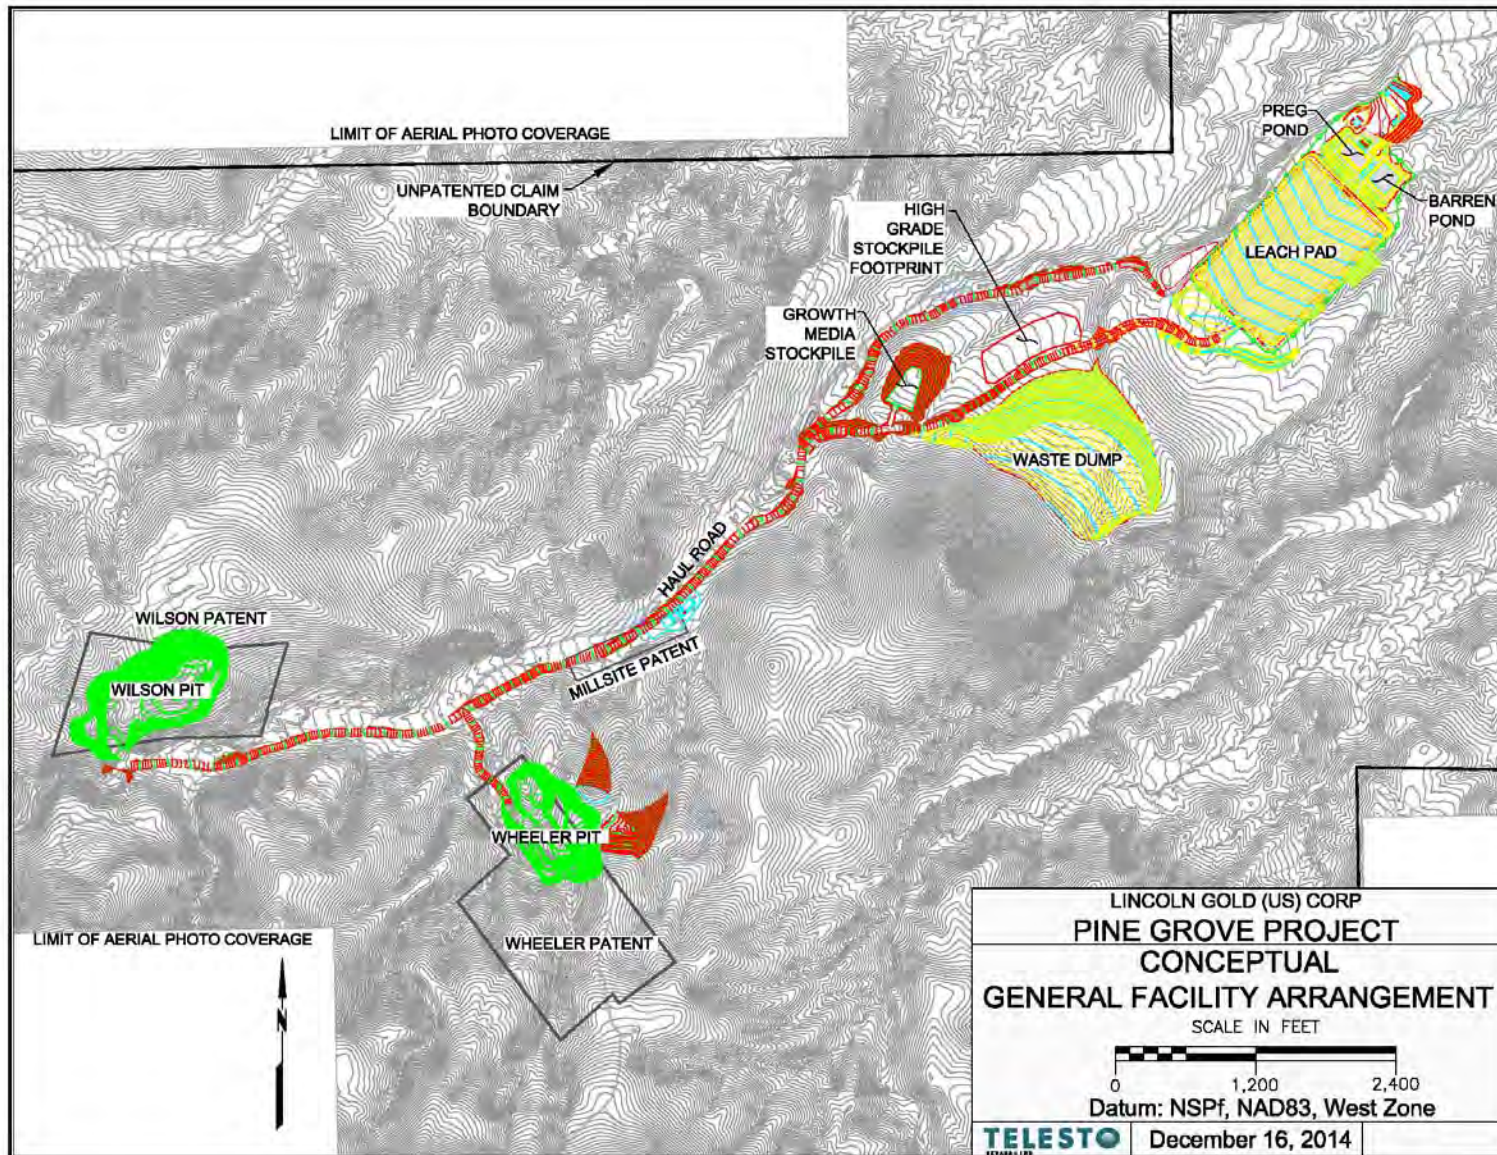 LIMIT OF AERIAL PHOTO COVERAGE
UNPATENTED CLAIM
BOUNDARY
PREG
POND
BARREN
POND
LEACH PAD
HIGH
GRADE
STOCKPILE
FOOTPRINT
GROWTH
MEDIA
STOCKPILE
WASTE DUMP
HAUL ROAD
MILLSITE PATENT
WILSON PATENT
WILSON PIT
WHEELER PIT
WHEELER PATENT
LIMIT OF AERIAL PHOTO COVERAGE
N
LINCOLN GOLD (US) CORP
PINE GROVE PROJECT
CONCEPTUAL
GENERAL FACILITY ARRANGEMENT
SCALE IN FEET
0 1,200 2,400
Datum: NSPf, NAD83, West Zone
TELESTO December 16, 2014